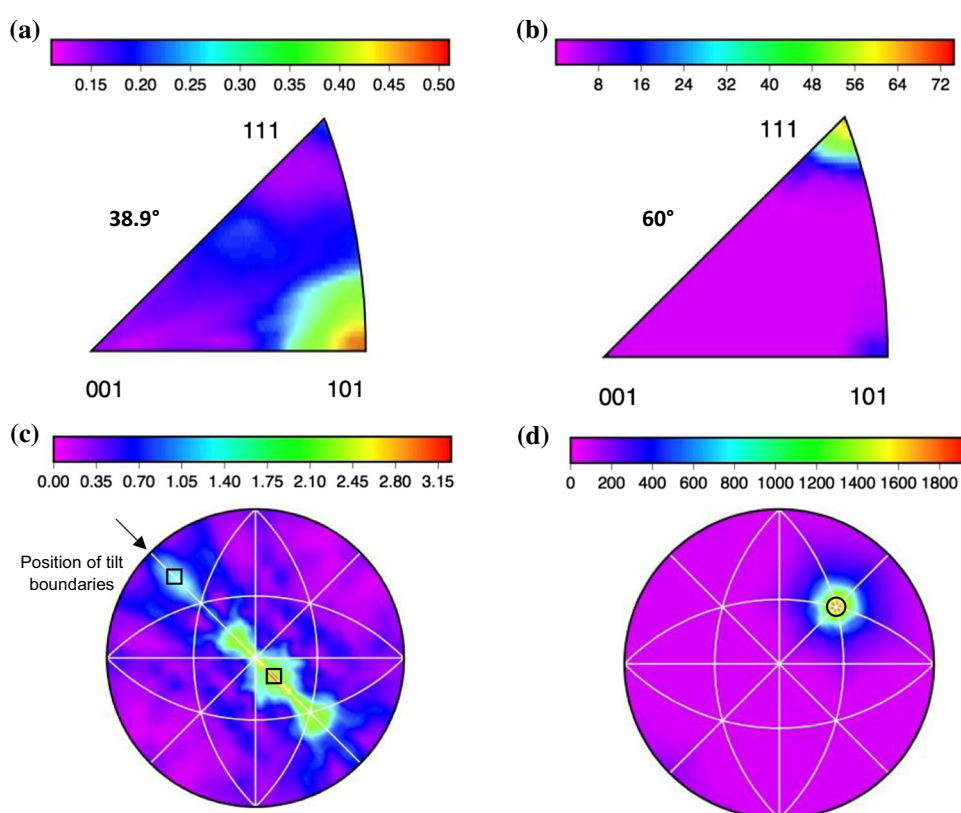 (a)
0.15 0.20 0.25 0.30 0.35 0.40 0.45 0.50
111
38.9°
001 101
(b)
8 16 24 32 40 48 56 64 72
111
60°
001 101
(c)
0.00 0.35 0.70 1.05 1.40 1.75 2.10 2.45 2.80 3.15
Position of tilt
boundaries
(d)
0 200 400 600 800 1000 1200 1400 1600 1800